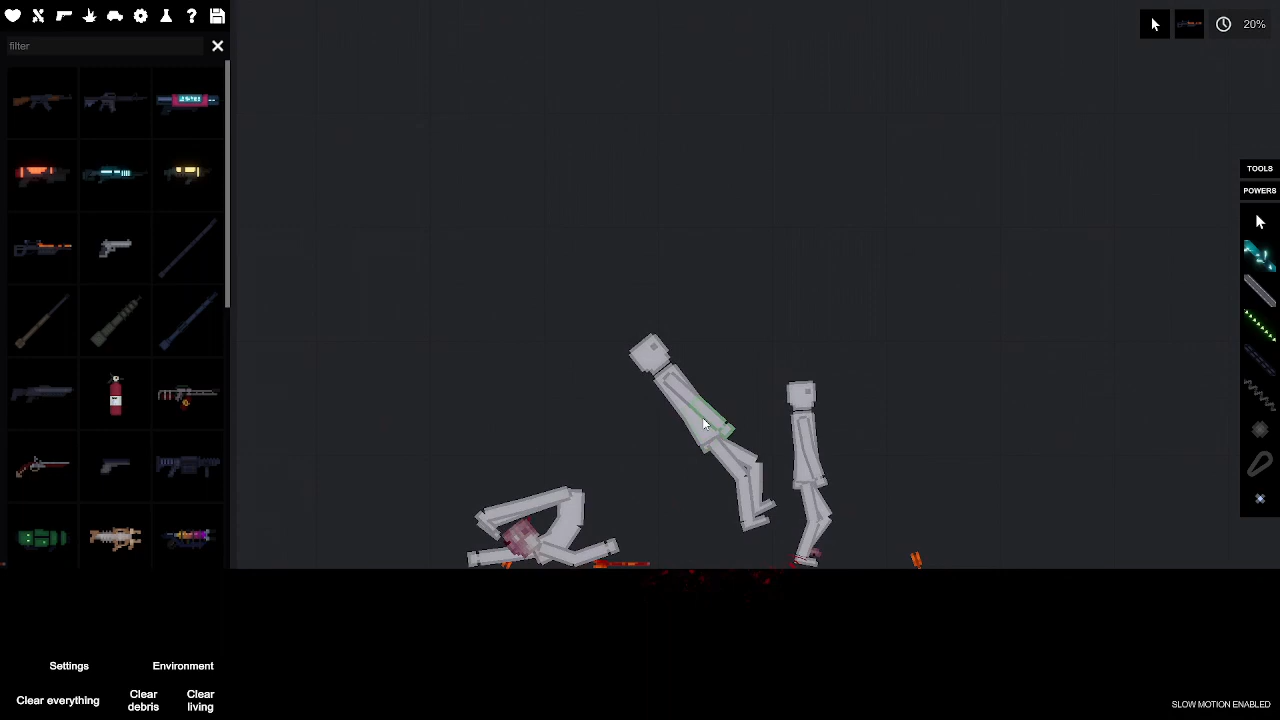 filter
20%
TOOLS
POWERS
Settings
Environment
Clear everything
Clear
debris
Clear
living
SLOW MOTION ENABLED